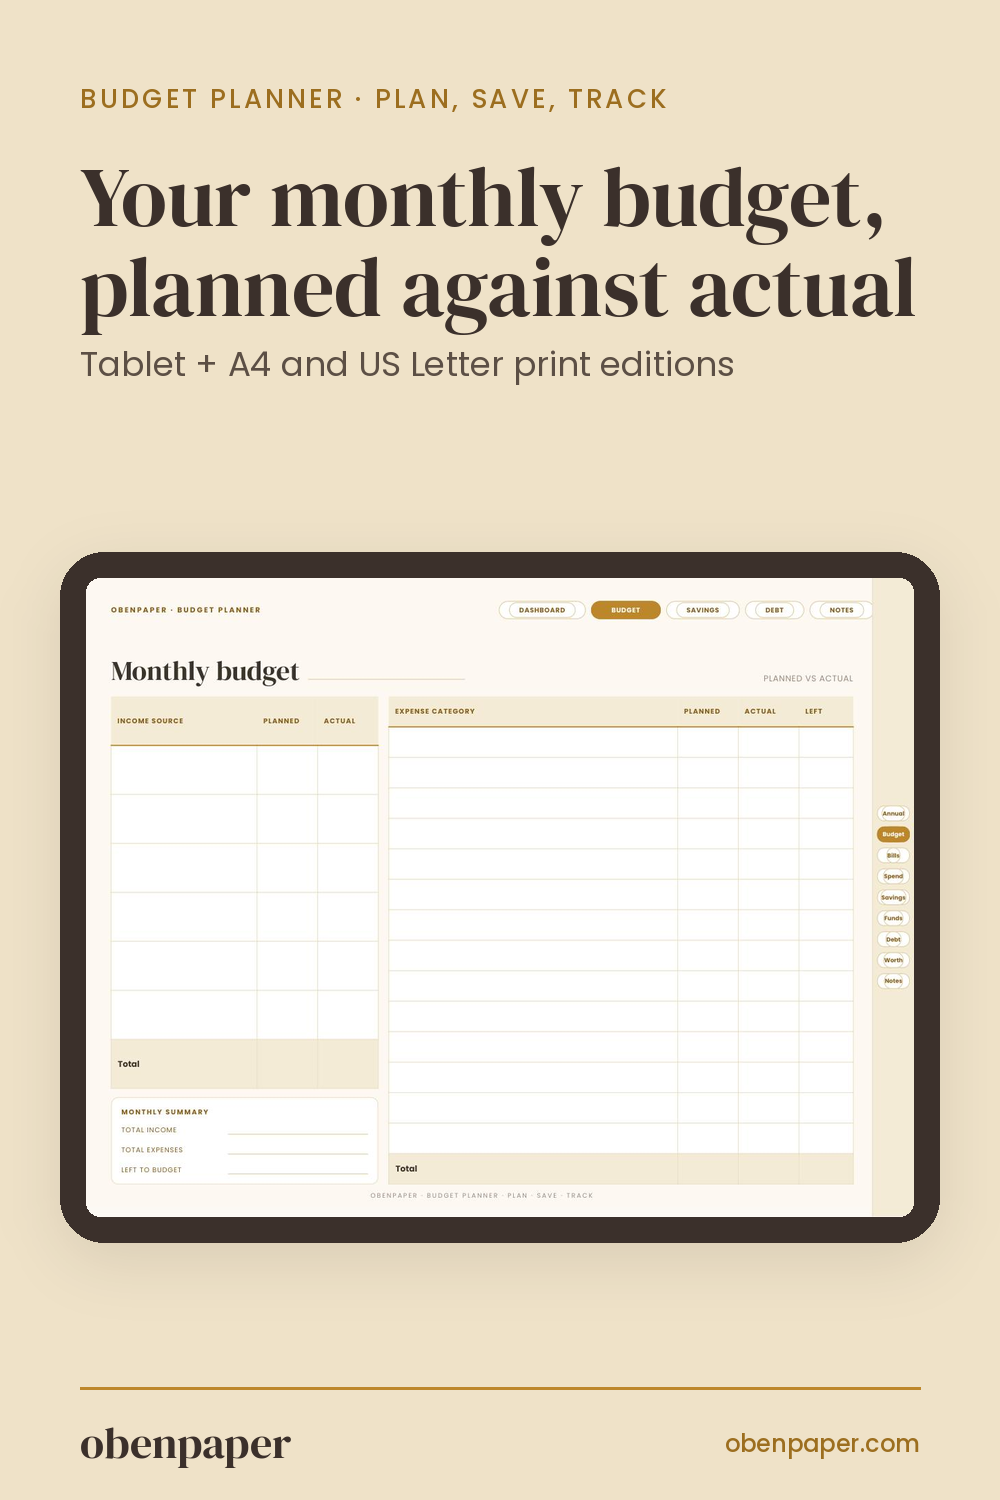 BUDGET PLANNER · PLAN, SAVE, TRACK
Your monthly budget,
planned against actual
Tablet + A4 and US Letter print editions
OBENPAPER · BUDGET PLANNER
DASHBOARD
BUDGET
SAVINGS
DEBT
NOTES
Monthly budget
PLANNED VS ACTUAL
INCOME SOURCE
PLANNED
ACTUAL
Total
MONTHLY SUMMARY
TOTAL INCOME
TOTAL EXPENSES
LEFT TO BUDGET
EXPENSE CATEGORY
PLANNED
ACTUAL
LEFT
Total
Annual
Budget
Bills
Spend
Savings
Funds
Debt
Worth
Notes
OBENPAPER · BUDGET PLANNER · PLAN · SAVE · TRACK
obenpaper
obenpaper.com